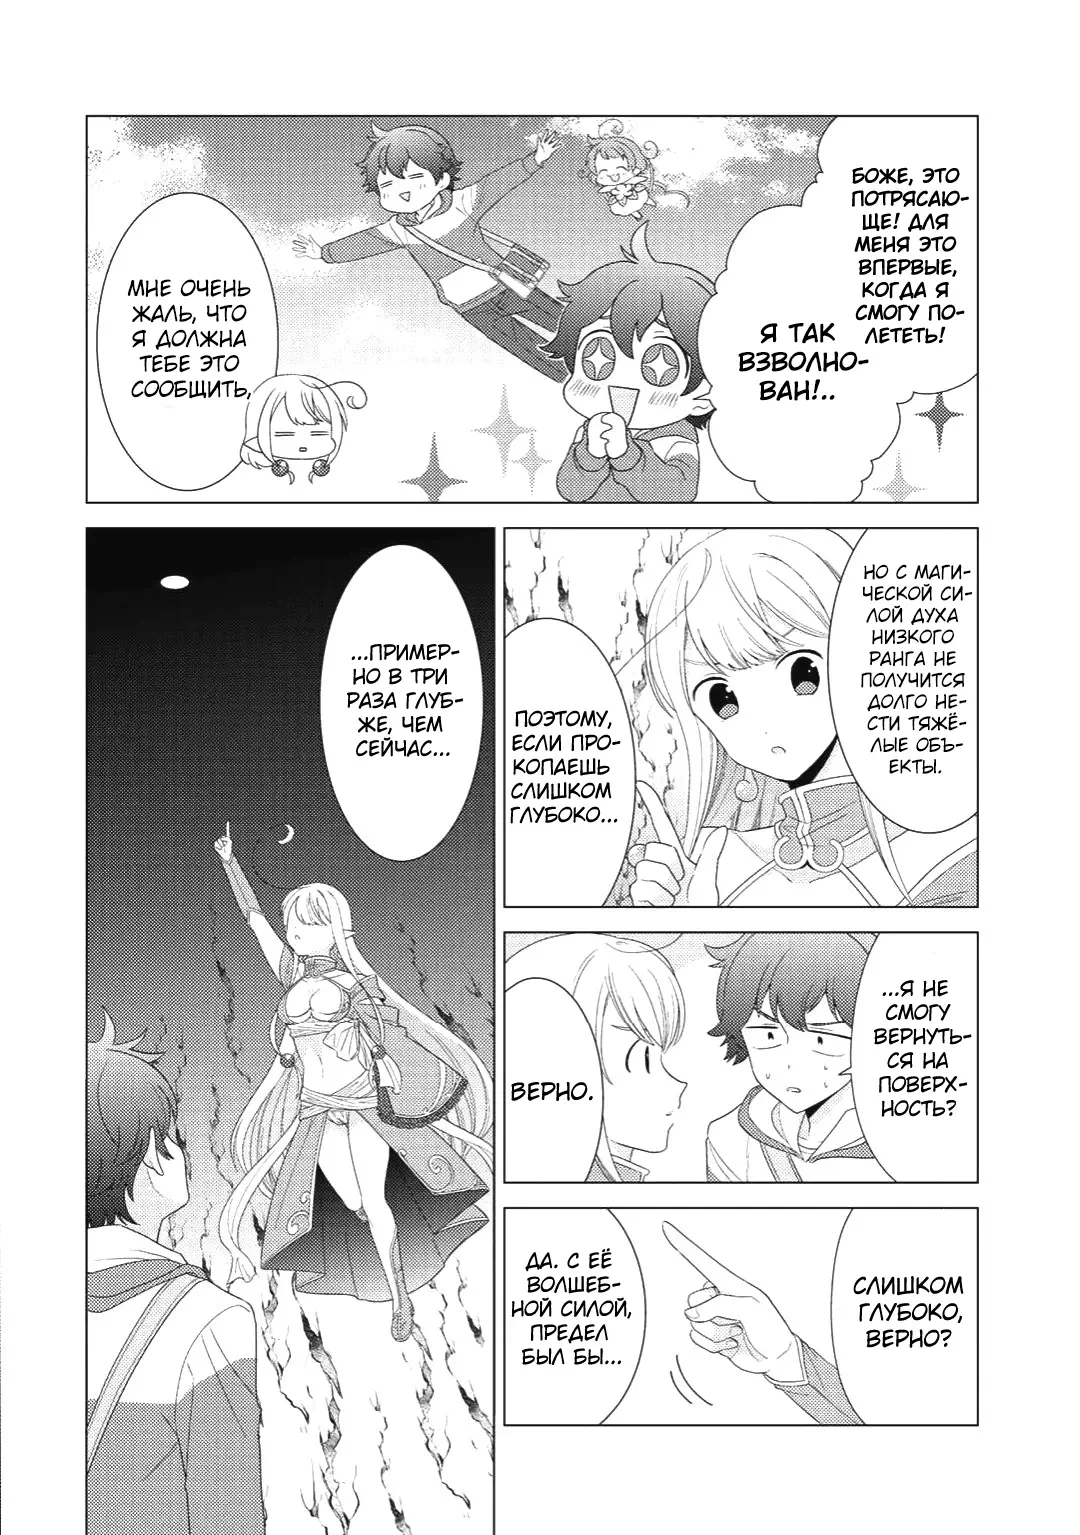 БОЖЕ, ЭТО
ПОТРЯСАЮ-
ЩЕ! ДЛЯ
МЕНЯ ЭТО
ВПЕРВЫЕ,
КОГДА Я
СМОГУ ПО-
ЛЕТЕТЬ!
Я ТАК
ВЗВОЛНО-
ВАН!..
МНЕ ОЧЕНЬ
ЖАЛЬ, ЧТО
Я ДОЛЖНА
ТЕБЕ ЭТО
СООБЩИТЬ,
НО С МАГИ-
ЧЕСКОЙ СИ-
ЛОЙ ДУХА
НИЗКОГО
РАНГА НЕ
ПОЛУЧИТСЯ
ДОЛГО НЕ-
СТИ ТЯЖЁ-
ЛЫЕ ОБЪ-
ЕКТЫ.
ПОЭТОМУ,
ЕСЛИ ПРО-
КОПАЕШЬ
СЛИШКОМ
ГЛУБОКО...
...Я НЕ
СМОГУ
ВЕРНУТЬ-
СЯ НА
ПОВЕРХ-
НОСТЬ?
ВЕРНО.
СЛИШКОМ
ГЛУБОКО,
ВЕРНО?
ДА. С ЕЁ
ВОЛШЕБ-
НОЙ СИЛОЙ,
ПРЕДЕЛ
БЫЛ БЫ...
...ПРИМЕР-
НО В ТРИ
РАЗА ГЛУБ-
ЖЕ, ЧЕМ
СЕЙЧАС...